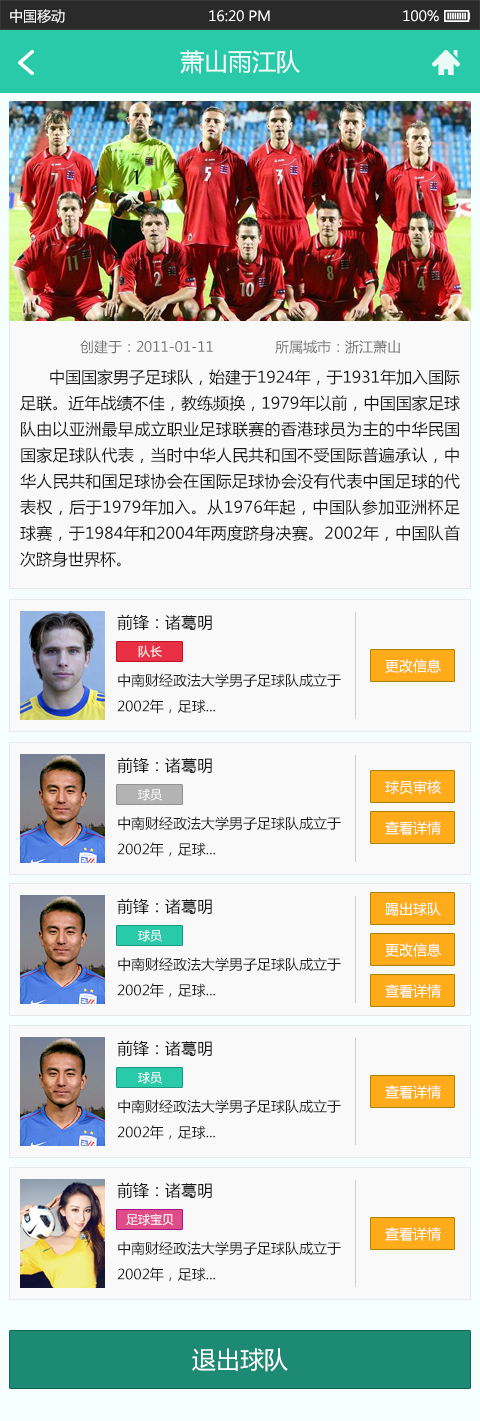 中国移动 16:20 PM 100%
萧山雨江队
7 1 5 3 17 6
11 2 10 8 4
创建于：2011-01-11 所属城市：浙江萧山
中国国家男子足球队，始建于1924年，于1931年加入国际
足联。近年战绩不佳，教练频换，1979年以前，中国国家足球
队由以亚洲最早成立职业足球联赛的香港球员为主的中华民国
国家足球队代表，当时中华人民共和国不受国际普遍承认，中
华人民共和国足球协会在国际足球协会没有代表中国足球的代
表权，后于1979年加入。从1976年起，中国队参加亚洲杯足
球赛，于1984年和2004年两度跻身决赛。2002年，中国队首
次跻身世界杯。
前锋：诸葛明
队长
中南财经政法大学男子足球队成立于
2002年，足球...
更改信息
前锋：诸葛明
球员
中南财经政法大学男子足球队成立于
2002年，足球...
球员审核
查看详情
前锋：诸葛明
球员
中南财经政法大学男子足球队成立于
2002年，足球...
踢出球队
更改信息
查看详情
前锋：诸葛明
球员
中南财经政法大学男子足球队成立于
2002年，足球...
查看详情
前锋：诸葛明
足球宝贝
中南财经政法大学男子足球队成立于
2002年，足球...
查看详情
退出球队